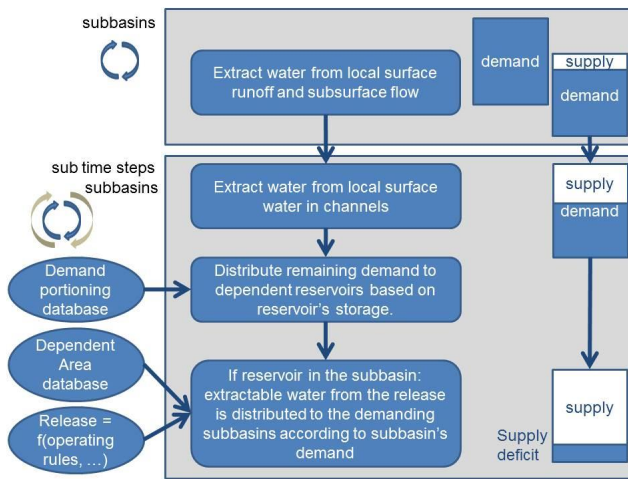 subbasins
Extract water from local surface
runoff and subsurface flow
demand
supply
demand
sub time steps
subbasins
Extract water from local surface
water in channels
supply
demand
Demand
portioning
database
Distribute remaining demand to
dependent reservoirs based on
reservoir's storage.
Dependent
Area
database
If reservoir in the subbasin:
extractable water from the release
is distributed to the demanding
subbasins according to subbasin's
demand
Release =
f(operating
rules, ...)
supply
Supply
deficit